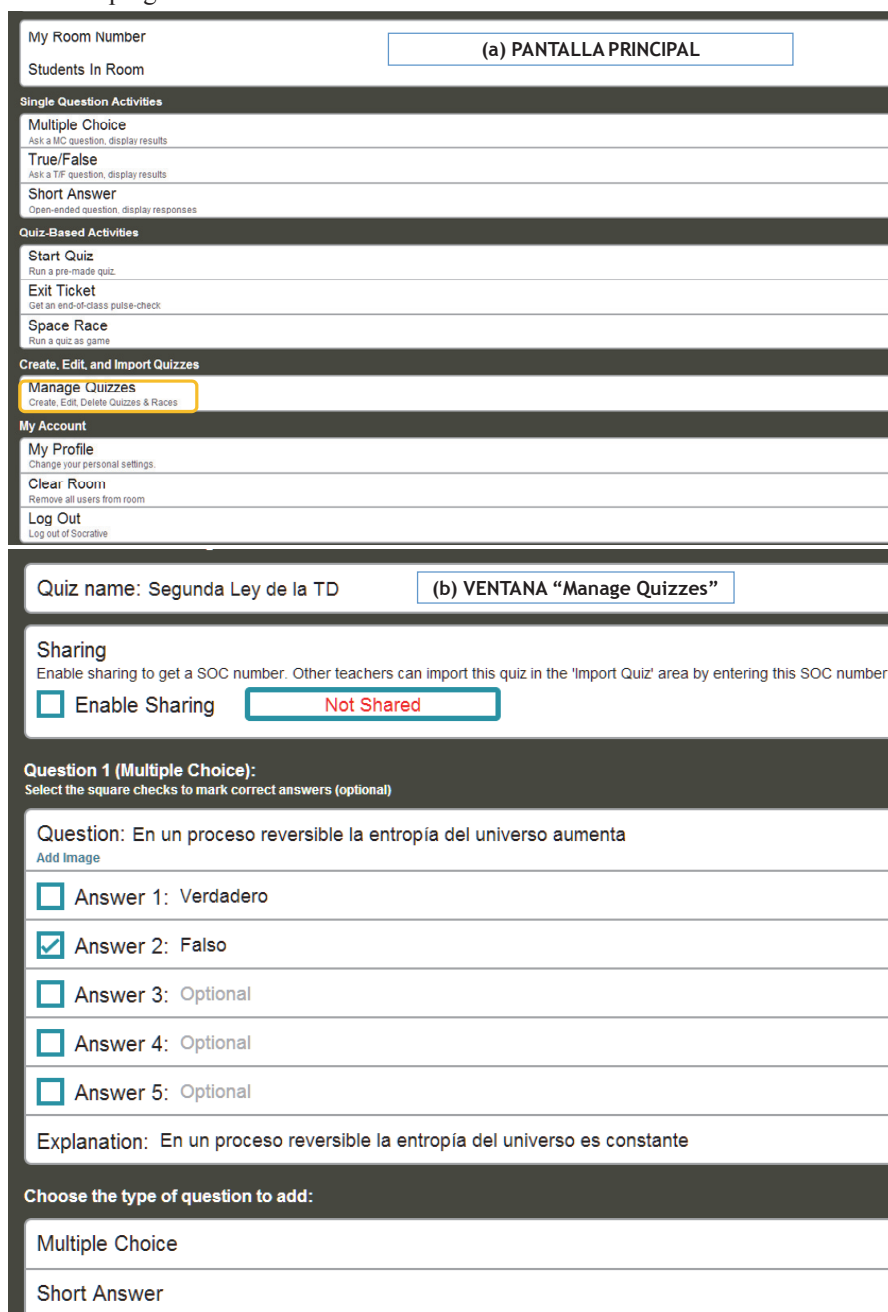 My Room Number
(a) PANTALLA PRINCIPAL
Students In Room
Single Question Activities
Multiple Choice
Ask a MC question, display results
True/False
Ask a T/F question, display results
Short Answer
Open-ended question, display responses
Quiz-Based Activities
Start Quiz
Run a pre-made quiz.
Exit Ticket
Get an end-of-class pulse-check
Space Race
Run a quiz as game
Create, Edit, and Import Quizzes
Manage Quizzes
Create, Edit, Delete Quizzes & Races
My Account
My Profile
Change your personal settings.
Clear Room
Remove all users from room
Log Out
Log out of Socrative
Quiz name: Segunda Ley de la TD
(b) VENTANA “Manage Quizzes”
Sharing
Enable sharing to get a SOC number. Other teachers can import this quiz in the 'Import Quiz' area by entering this SOC number
Enable Sharing
Not Shared
Question 1 (Multiple Choice):
Select the square checks to mark correct answers (optional)
Question: En un proceso reversible la entropía del universo aumenta
Add Image
Answer 1: Verdadero
Answer 2: Falso
Answer 3: Optional
Answer 4: Optional
Answer 5: Optional
Explanation: En un proceso reversible la entropía del universo es constante
Choose the type of question to add:
Multiple Choice
Short Answer